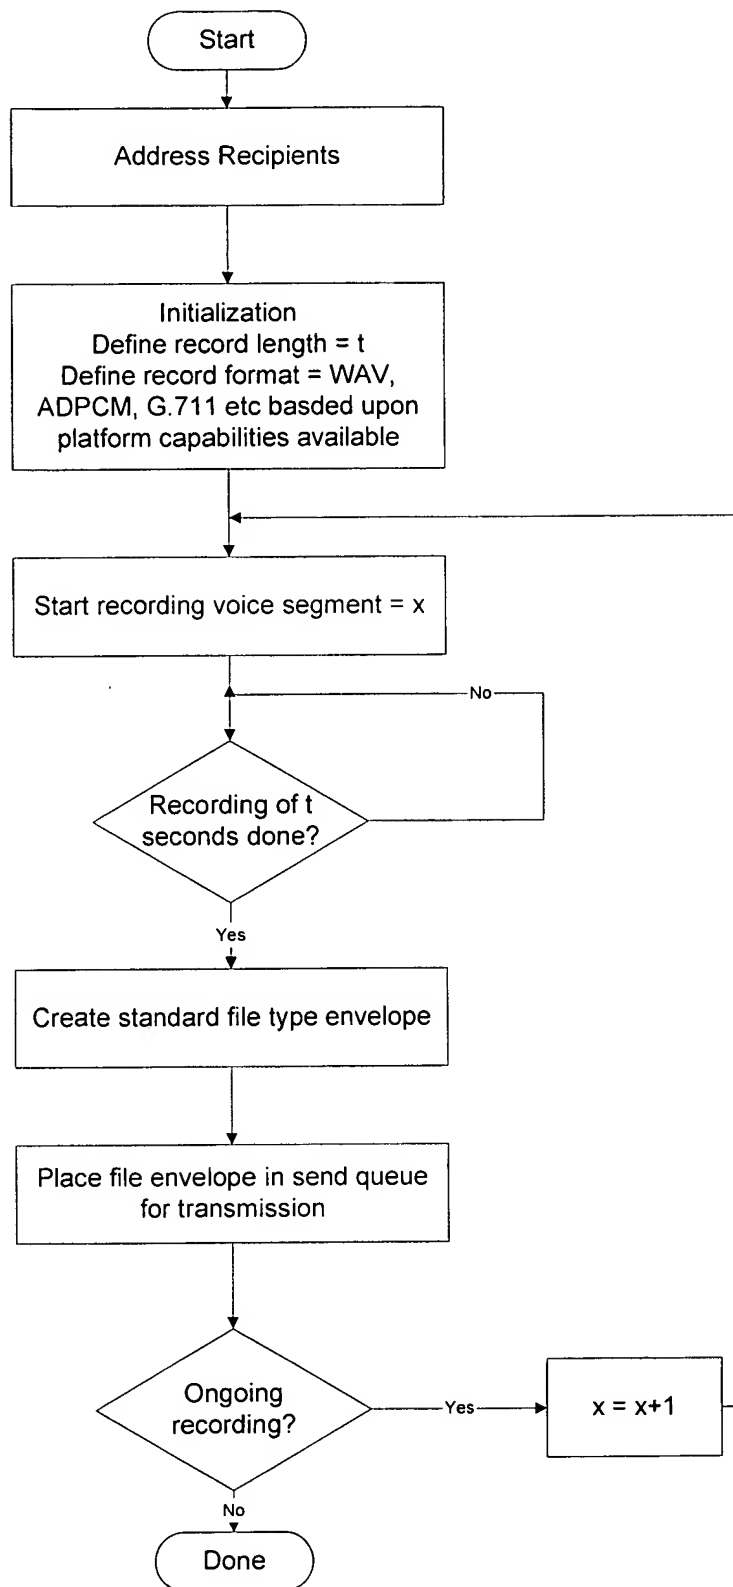 Start
Address Recipients
Initialization
Define record length = t
Define record format = WAV,
ADPCM, G.711 etc basded upon
platform capabilities available
Start recording voice segment = x
No
Recording of t
seconds done?
Yes
Create standard file type envelope
Place file envelope in send queue
for transmission
Ongoing
recording?
Yes
x = x+1
No
Done